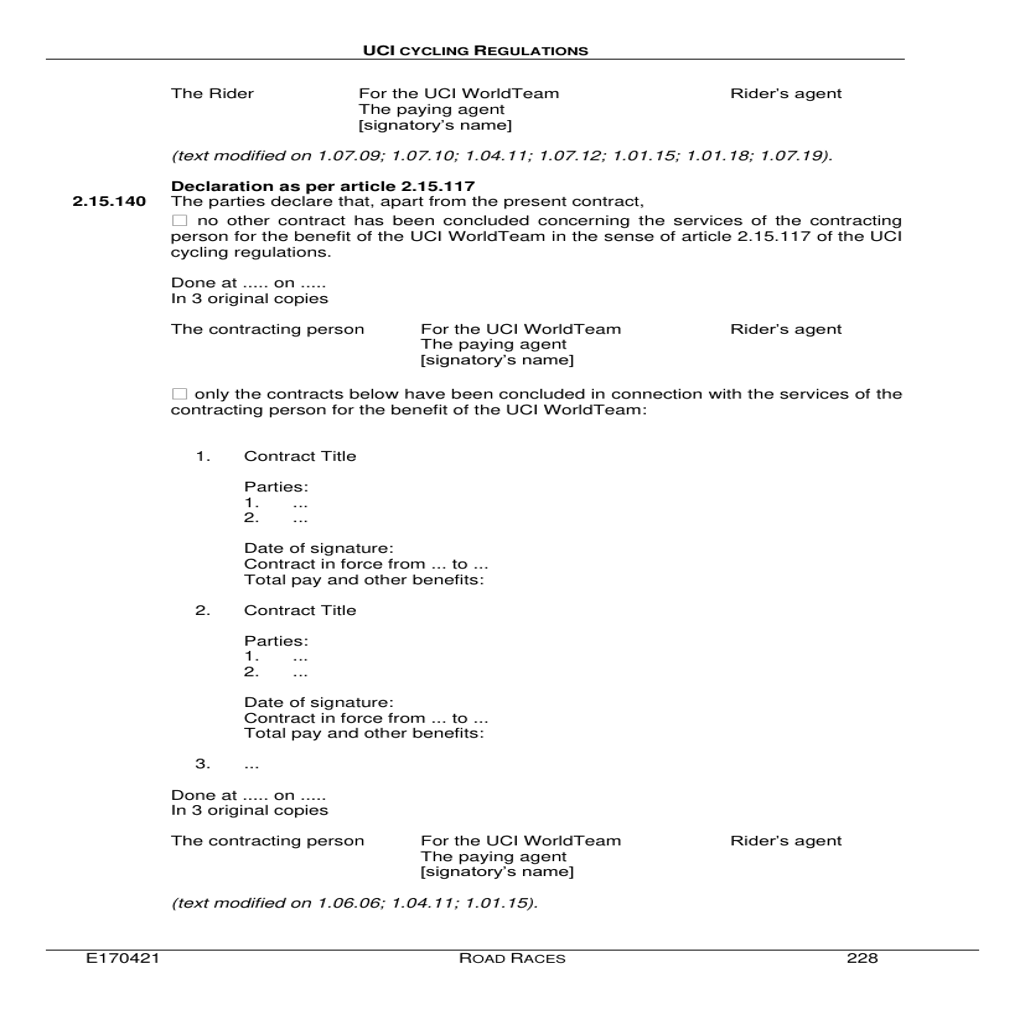 UCI CYCLING REGULATIONS
The Rider For the UCI WorldTeam Rider's agent
The paying agent
[signatory's name]
(text modified on 1.07.09; 1.07.10; 1.04.11; 1.07.12; 1.01.15; 1.01.18; 1.07.19).
Declaration as per article 2.15.117
2.15.140 The parties declare that, apart from the present contract,
☐ no other contract has been concluded concerning the services of the contracting
person for the benefit of the UCI WorldTeam in the sense of article 2.15.117 of the UCI
cycling regulations.
Done at ..... on .....
In 3 original copies
The contracting person For the UCI WorldTeam Rider's agent
The paying agent
[signatory's name]
☐ only the contracts below have been concluded in connection with the services of the
contracting person for the benefit of the UCI WorldTeam:
1. Contract Title
Parties:
1. ...
2. ...
Date of signature:
Contract in force from ... to ...
Total pay and other benefits:
2. Contract Title
Parties:
1. ...
2. ...
Date of signature:
Contract in force from ... to ...
Total pay and other benefits:
3. ...
Done at ..... on .....
In 3 original copies
The contracting person For the UCI WorldTeam Rider's agent
The paying agent
[signatory's name]
(text modified on 1.06.06; 1.04.11; 1.01.15).
E170421 ROAD RACES 228